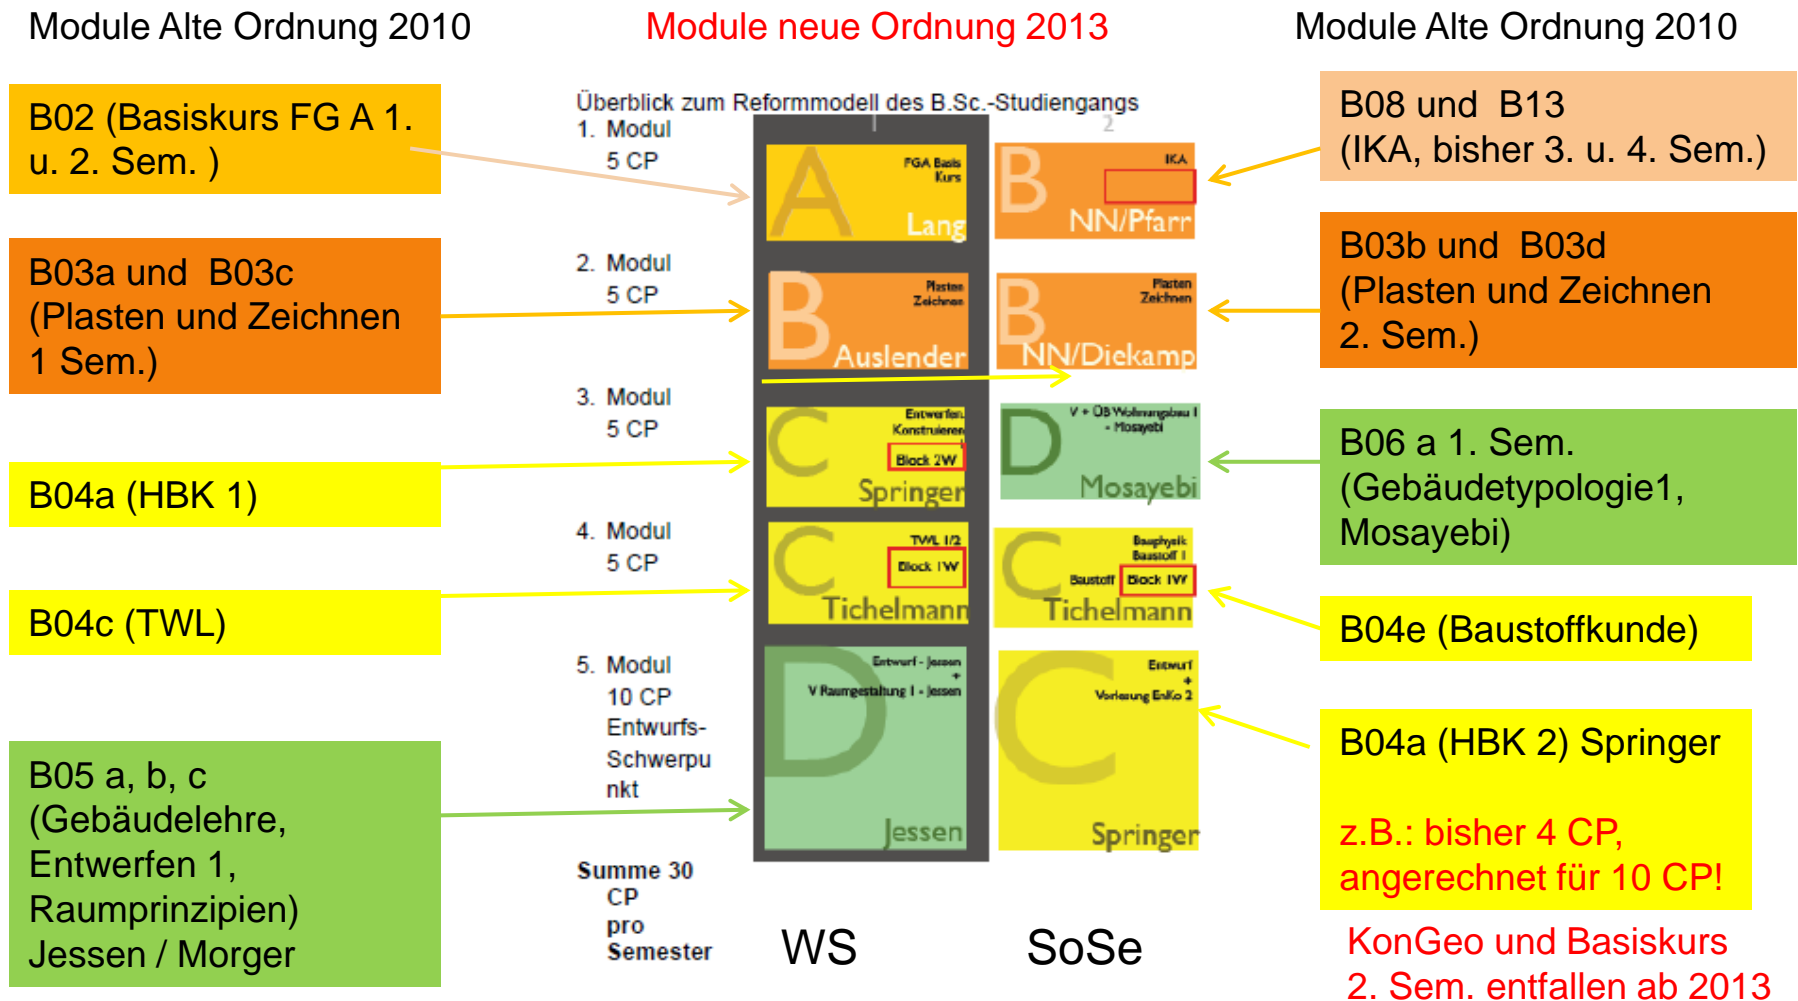 Module Alte Ordnung 2010
Module neue Ordnung 2013
Module Alte Ordnung 2010
B02 (Basiskurs FG A 1.
u. 2. Sem. )
B03a und B03c
(Plasten und Zeichnen
1 Sem.)
B04a (HBK 1)
B04c (TWL)
B05 a, b, c
(Gebäudelehre,
Entwerfen 1,
Raumprinzipien)
Jessen / Morger
Überblick zum Reformmodell des B.Sc.-Studiengangs
1. Modul
5 CP
2. Modul
5 CP
3. Modul
5 CP
4. Modul
5 CP
5. Modul
10 CP
Entwurfs-
Schwerpu
nkt
Summe 30
CP
pro
Semester
1
A
FGA Basis
Kurs
Lang
B
Plasten
Zeichnen
Auslender
C
Entwerfen.
Konstruieren
I
Block 2W
Springer
C
TWL 1/2
Block 1W
Tichelmann
D
Entwurf - Jessen
+
V Raumgestaltung 1 - Jessen
Jessen
WS
2
B
IKA
NN/Pfarr
B
Plasten
Zeichnen
NN/Diekamp
D
V + ÜB Wohnungsbau I
- Mosayebi
Mosayebi
C
Bauphysik
Baustoff 1
Baustoff Block 1W
Tichelmann
C
Entwurf
+
Vorlesung EnKo 2
Springer
SoSe
B08 und B13
(IKA, bisher 3. u. 4. Sem.)
B03b und B03d
(Plasten und Zeichnen
2. Sem.)
B06 a 1. Sem.
(Gebäudetypologie1,
Mosayebi)
B04e (Baustoffkunde)
B04a (HBK 2) Springer
z.B.: bisher 4 CP,
angerechnet für 10 CP!
KonGeo und Basiskurs
2. Sem. entfallen ab 2013